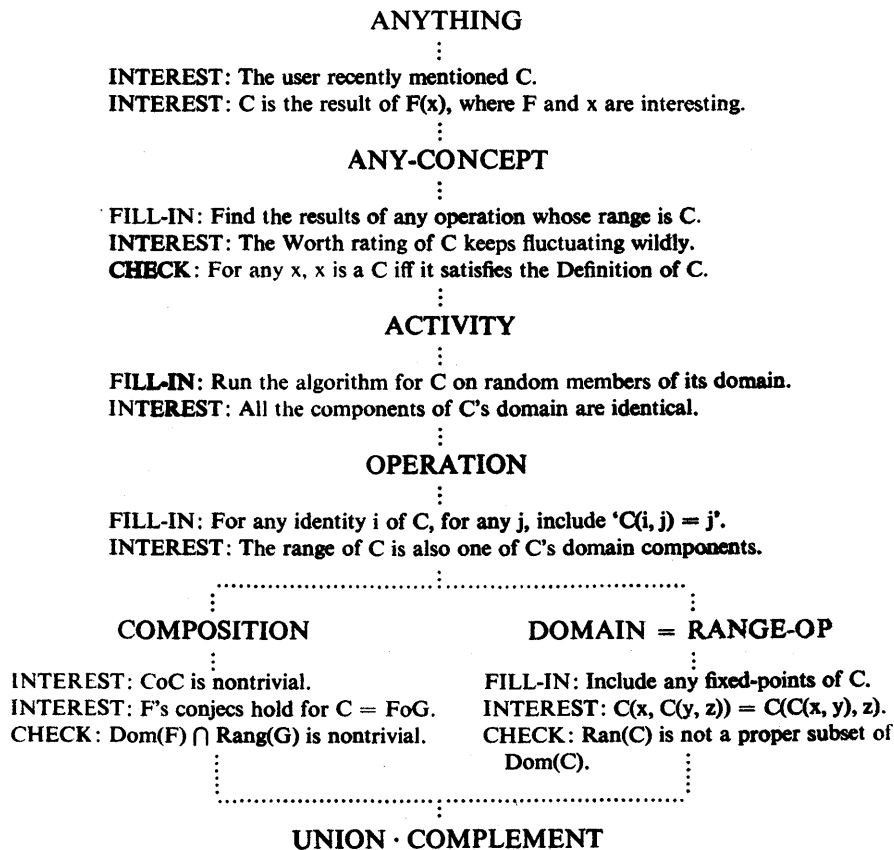 ANYTHING
INTEREST: The user recently mentioned C.
INTEREST: C is the result of F(x), where F and x are interesting.
ANY-CONCEPT
FILL-IN: Find the results of any operation whose range is C.
INTEREST: The Worth rating of C keeps fluctuating wildly.
CHECK: For any x, x is a C iff it satisfies the Definition of C.
ACTIVITY
FILL-IN: Run the algorithm for C on random members of its domain.
INTEREST: All the components of C's domain are identical.
OPERATION
FILL-IN: For any identity i of C, for any j, include ‘C(i, j) = j’.
INTEREST: The range of C is also one of C's domain components.
COMPOSITION
INTEREST: CoC is nontrivial.
INTEREST: F's conjecs hold for C = FoG.
CHECK: Dom(F) ⋂ Rang(G) is nontrivial.
DOMAIN = RANGE-OP
FILL-IN: Include any fixed-points of C.
INTEREST: C(x, C(y, z)) = C(C(x, y), z).
CHECK: Ran(C) is not a proper subset of
Dom(C).
UNION · COMPLEMENT